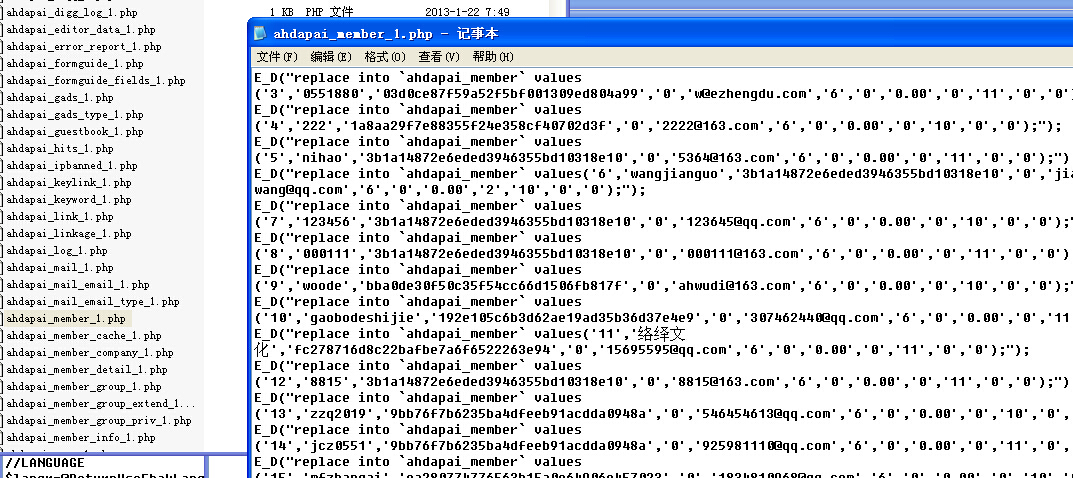 ahdapai_digg_log_1.php
1 KB PHP 文件 2013-1-22 7:49
ahdapai_editor_data_1.php
ahdapai_error_report_1.php
ahdapai_formguide_1.php
ahdapai_formguide_fields_1.php
ahdapai_gads_1.php
ahdapai_gads_type_1.php
ahdapai_guestbook_1.php
ahdapai_hits_1.php
ahdapai_ipbanned_1.php
ahdapai_keylink_1.php
ahdapai_keyword_1.php
ahdapai_link_1.php
ahdapai_linkage_1.php
ahdapai_log_1.php
ahdapai_mail_1.php
ahdapai_mail_email_1.php
ahdapai_mail_email_type_1.php
ahdapai_member_1.php
ahdapai_member_cache_1.php
ahdapai_member_company_1.php
ahdapai_member_detail_1.php
ahdapai_member_group_1.php
ahdapai_member_group_extend_1...
ahdapai_member_group_priv_1.php
ahdapai_member_info_1.php
//LANGUAGE
ahdapai_member_1.php - 记事本
文件(F) 编辑(E) 格式(O) 查看(V) 帮助(H)
E_D("replace into `ahdapai_member` values
('3','0551880','03d0ce87f59a52f5bf001309ed804a99','0','w@ezhengdu.com','6','0','0.00','0','11','0','0'
E_D("replace into `ahdapai_member` values
('4','222','1a8aa29f7e88355f24e358cf40702d3f','0','2222@163.com','6','0','0.00','0','10','0','0');");
E_D("replace into `ahdapai_member` values
('5','nihao','3b1a14872e6eded3946355bd10318e10','0','5364@163.com','6','0','0.00','0','11','0','0');")
E_D("replace into `ahdapai_member` values('6','wangjianguo','3b1a14872e6eded3946355bd10318e10','0','jia
wang@qq.com','6','0','0.00','2','10','0','0');");
E_D("replace into `ahdapai_member` values
('7','123456','3b1a14872e6eded3946355bd10318e10','0','123645@qq.com','6','0','0.00','0','10','0','0');"
E_D("replace into `ahdapai_member` values
('8','000111','3b1a14872e6eded3946355bd10318e10','0','000111@163.com','6','0','0.00','0','11','0','0')
E_D("replace into `ahdapai_member` values
('9','woode','bba0de30f50c35f54cc66d1506fb817f','0','ahwudi@163.com','6','0','0.00','0','10','0','0');"
E_D("replace into `ahdapai_member` values
('10','gaobodeshijie','192e105c6b3d62ae19ad35b36d37e4e9','0','307462440@qq.com','6','0','0.00','0','11
E_D("replace into `ahdapai_member` values('11','络绎文
化','fc278716d8c22bafbe7a6f6522263e94','0','15695595@qq.com','6','0','0.00','0','11','0','0');");
E_D("replace into `ahdapai_member` values
('12','8815','3b1a14872e6eded3946355bd10318e10','0','8815@163.com','6','0','0.00','0','11','0','0');")
E_D("replace into `ahdapai_member` values
('13','zzq2019','9bb76f7b6235ba4dfeeb91acdda0948a','0','546454613@qq.com','6','0','0.00','0','10','0',
E_D("replace into `ahdapai_member` values
('14','jcz0551','9bb76f7b6235ba4dfeeb91acdda0948a','0','925981110@qq.com','6','0','0.00','0','11','0',
E_D("replace into `ahdapai_member` values